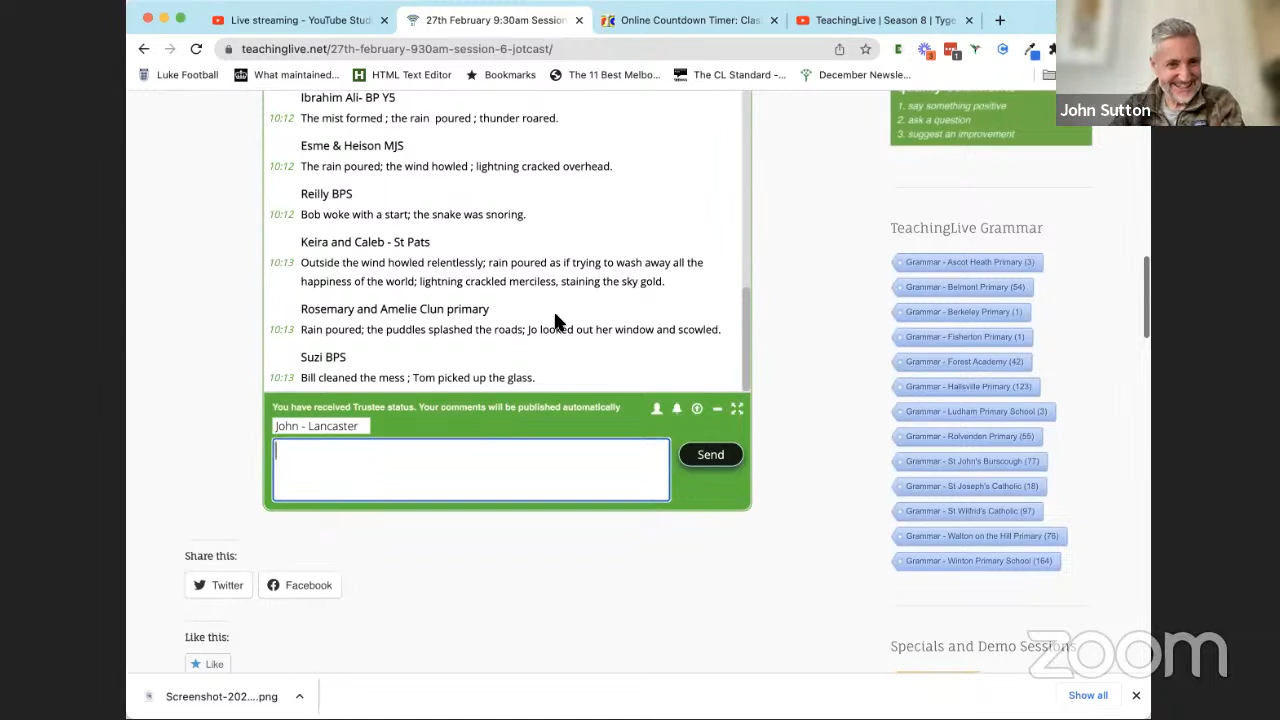 Live streaming - YouTube Stud
27th February 9:30am Session
Online Countdown Timer: Clas
TeachingLive | Season 8 | Tyge
teachinglive.net/27th-february-930am-session-6-jotcast/
Luke Football
What maintained...
HTML Text Editor
Bookmarks
The 11 Best Melbo...
The CL Standard -...
December Newsle...
John Sutton
1. say something positive
2. ask a question
3. suggest an improvement
Ibrahim Ali- BP Y5
10:12 The mist formed ; the rain poured ; thunder roared.
Esme & Heison MJS
10:12 The rain poured; the wind howled ; lightning cracked overhead.
Reilly BPS
10:12 Bob woke with a start; the snake was snoring.
Keira and Caleb - St Pats
10:13 Outside the wind howled relentlessly; rain poured as if trying to wash away all the
happiness of the world; lightning crackled merciless, staining the sky gold.
Rosemary and Amelie Clun primary
10:13 Rain poured; the puddles splashed the roads; Jo looked out her window and scowled.
Suzi BPS
10:13 Bill cleaned the mess ; Tom picked up the glass.
You have received Trustee status. Your comments will be published automatically
John - Lancaster
Send
TeachingLive Grammar
Grammar - Ascot Heath Primary (3)
Grammar - Belmont Primary (54)
Grammar - Berkeley Primary (1)
Grammar - Fisherton Primary (1)
Grammar - Forest Academy (42)
Grammar - Hallsville Primary (123)
Grammar - Ludham Primary School (3)
Grammar - Rolvenden Primary (55)
Grammar - St John's Burscough (77)
Grammar - St Joseph's Catholic (18)
Grammar - St Wilfrid's Catholic (97)
Grammar - Walton on the Hill Primary (76)
Grammar - Winton Primary School (164)
Share this:
Twitter
Facebook
Like this:
Like
Specials and Demo Sessions
zoom
Screenshot-202....png
Show all